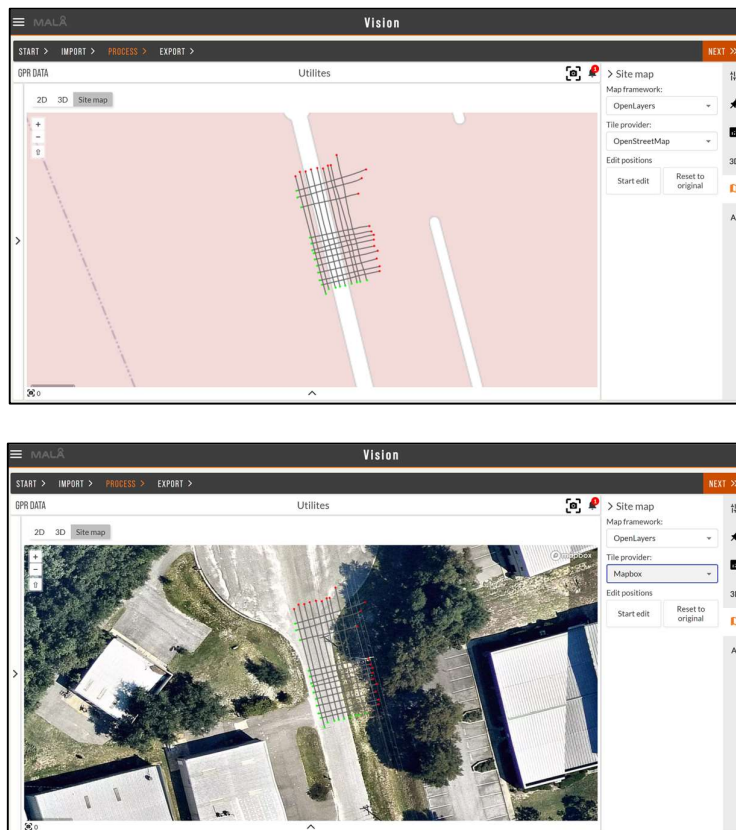 MALÅ
Vision
START > IMPORT > PROCESS > EXPORT >
NEXT
GPR DATA
Utilites
1
> Site map
2D 3D Site map
Map framework:
OpenLayers
Tile provider:
OpenStreetMap
Edit positions
Start edit
Reset to
original
+
-
0
MALÅ
Vision
START > IMPORT > PROCESS > EXPORT >
NEXT
GPR DATA
Utilites
> Site map
2D 3D Site map
mapbox
Map framework:
OpenLayers
Tile provider:
Mapbox
Edit positions
Start edit
Reset to
original
+
-
0